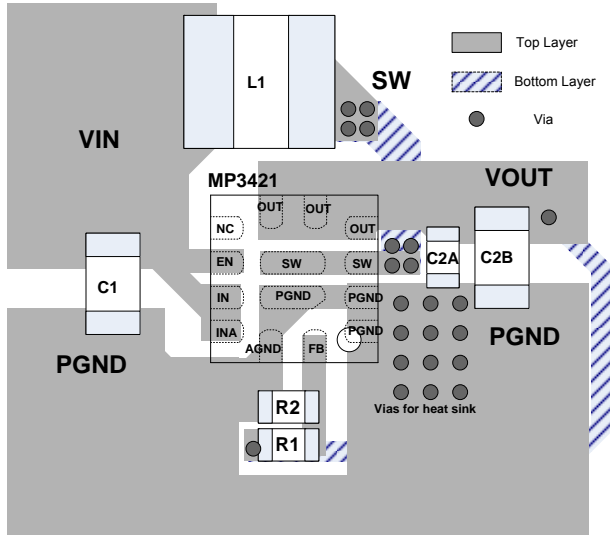 L1
SW
Top Layer
Bottom Layer
Via
VIN
MP3421
VOUT
OUT
OUT
NC
OUT
EN
SW
SW
C2A
C2B
C1
IN
PGND
PGND
INA
PGND
PGND
PGND
AGND
FB
Vias for heat sink
R2
R1